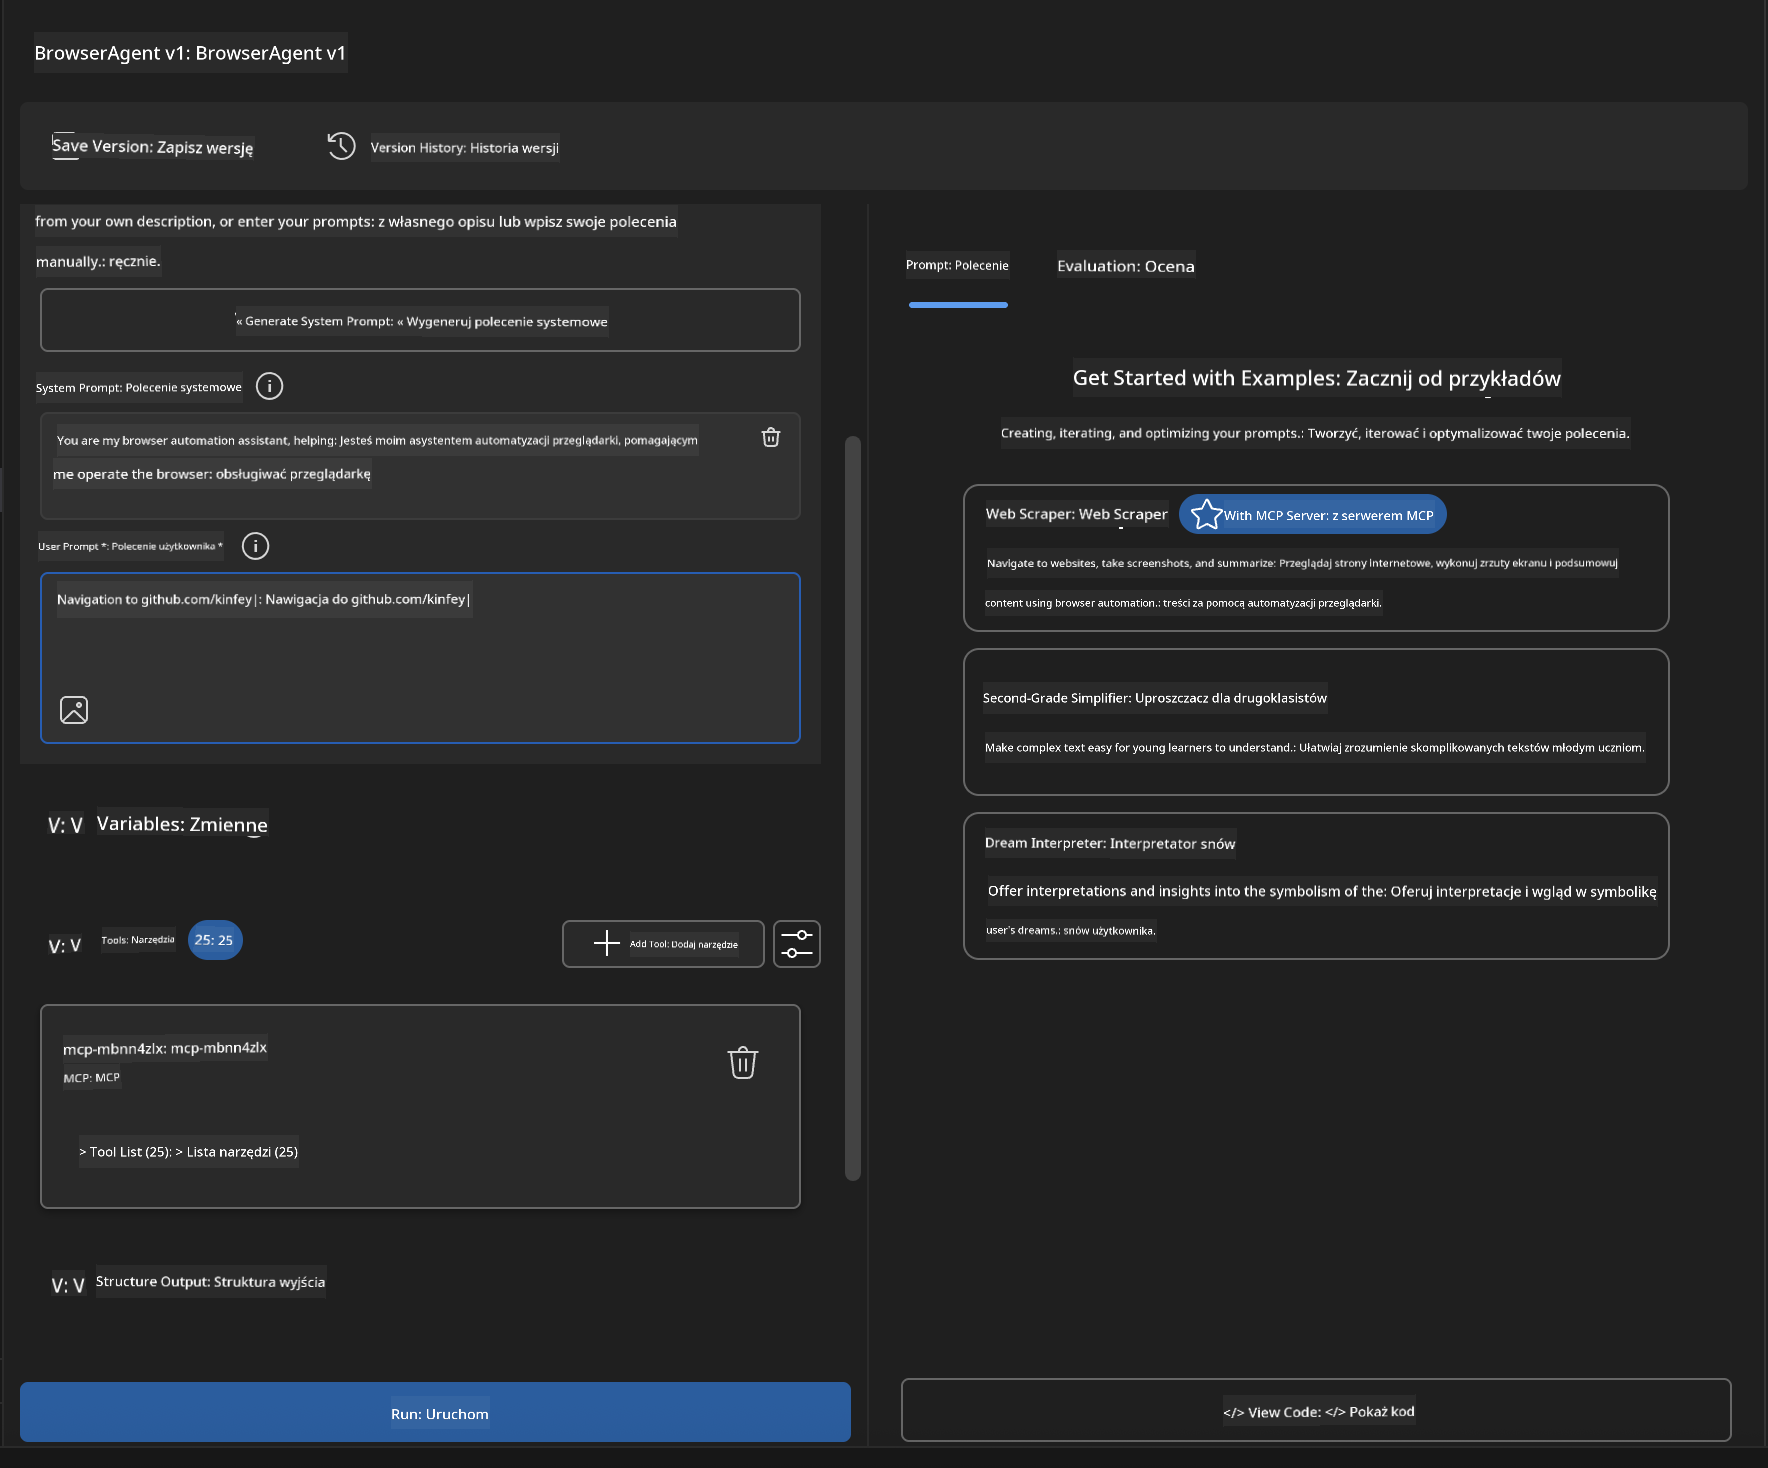 BrowserAgent v1: BrowserAgent v1
Save Version: Zapisz wersję
Version History: Historia wersji
from your own description, or enter your prompts: z własnego opisu lub wpisz swoje polecenia
manually.: ręcznie.
« Generate System Prompt: « Wygeneruj polecenie systemowe
System Prompt: Polecenie systemowe
You are my browser automation assistant, helping: Jesteś moim asystentem automatyzacji przeglądarki, pomagającym
me operate the browser: obsługiwać przeglądarkę
User Prompt *: Polecenie użytkownika *
Navigation to github.com/kinfey|: Nawigacja do github.com/kinfey|
V: V Variables: Zmienne
V: V Tools: Narzędzia 25: 25
Add Tool: Dodaj narzędzie
mcp-mbnn4zlx: mcp-mbnn4zlx
MCP: MCP
> Tool List (25): > Lista narzędzi (25)
V: V Structure Output: Struktura wyjścia
Run: Uruchom
Prompt: Polecenie
Evaluation: Ocena
Get Started with Examples: Zacznij od przykładów
Creating, iterating, and optimizing your prompts.: Tworzyć, iterować i optymalizować twoje polecenia.
Web Scraper: Web Scraper
With MCP Server: z serwerem MCP
Navigate to websites, take screenshots, and summarize: Przeglądaj strony internetowe, wykonuj zrzuty ekranu i podsumowuj
content using browser automation.: treści za pomocą automatyzacji przeglądarki.
Second-Grade Simplifier: Uproszczacz dla drugoklasistów
Make complex text easy for young learners to understand.: Ułatwiaj zrozumienie skomplikowanych tekstów młodym uczniom.
Dream Interpreter: Interpretator snów
Offer interpretations and insights into the symbolism of the: Oferuj interpretacje i wgląd w symbolikę
user's dreams.: snów użytkownika.
</> View Code: </> Pokaż kod